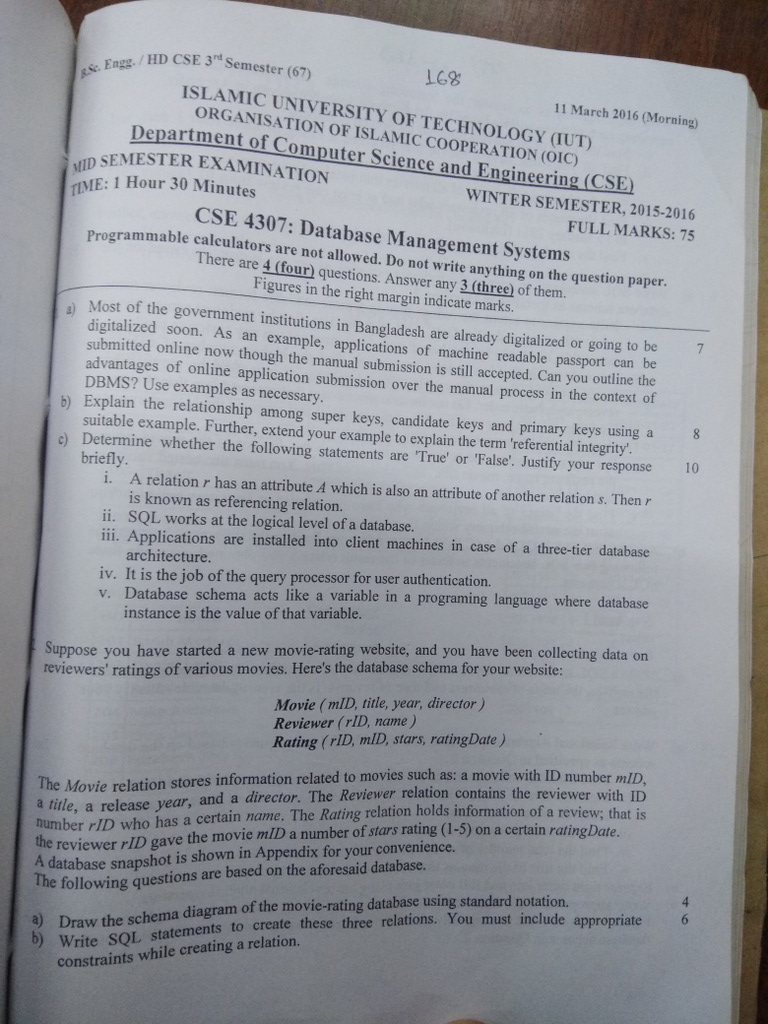 B.Sc. Engg. / HD CSE 3rd Semester (67)
168
11 March 2016 (Morning)
ISLAMIC UNIVERSITY OF TECHNOLOGY (IUT)
ORGANISATION OF ISLAMIC COOPERATION (OIC)
Department of Computer Science and Engineering (CSE)
MID SEMESTER EXAMINATION
WINTER SEMESTER, 2015-2016
TIME: 1 Hour 30 Minutes
FULL MARKS: 75
CSE 4307: Database Management Systems
Programmable calculators are not allowed. Do not write anything on the question paper.
There are 4 (four) questions. Answer any 3 (three) of them.
Figures in the right margin indicate marks.
a) Most of the government institutions in Bangladesh are already digitalized or going to be 7
digitalized soon. As an example, applications of machine readable passport can be
submitted online now though the manual submission is still accepted. Can you outline the
advantages of online application submission over the manual process in the context of
DBMS? Use examples as necessary.
b) Explain the relationship among super keys, candidate keys and primary keys using a 8
suitable example. Further, extend your example to explain the term 'referential integrity'.
c) Determine whether the following statements are 'True' or 'False'. Justify your response 10
briefly.
i. A relation r has an attribute A which is also an attribute of another relation s. Then r
is known as referencing relation.
ii. SQL works at the logical level of a database.
iii. Applications are installed into client machines in case of a three-tier database
architecture.
iv. It is the job of the query processor for user authentication.
v. Database schema acts like a variable in a programing language where database
instance is the value of that variable.
Suppose you have started a new movie-rating website, and you have been collecting data on
reviewers' ratings of various movies. Here's the database schema for your website:
Movie ( mID, title, year, director )
Reviewer ( rID, name )
Rating ( rID, mID, stars, ratingDate )
The Movie relation stores information related to movies such as: a movie with ID number mID,
a title, a release year, and a director. The Reviewer relation contains the reviewer with ID
number rID who has a certain name. The Rating relation holds information of a review; that is
the reviewer rID gave the movie mID a number of stars rating (1-5) on a certain ratingDate.
A database snapshot is shown in Appendix for your convenience.
The following questions are based on the aforesaid database.
a) Draw the schema diagram of the movie-rating database using standard notation. 4
b) Write SQL statements to create these three relations. You must include appropriate 6
constraints while creating a relation.